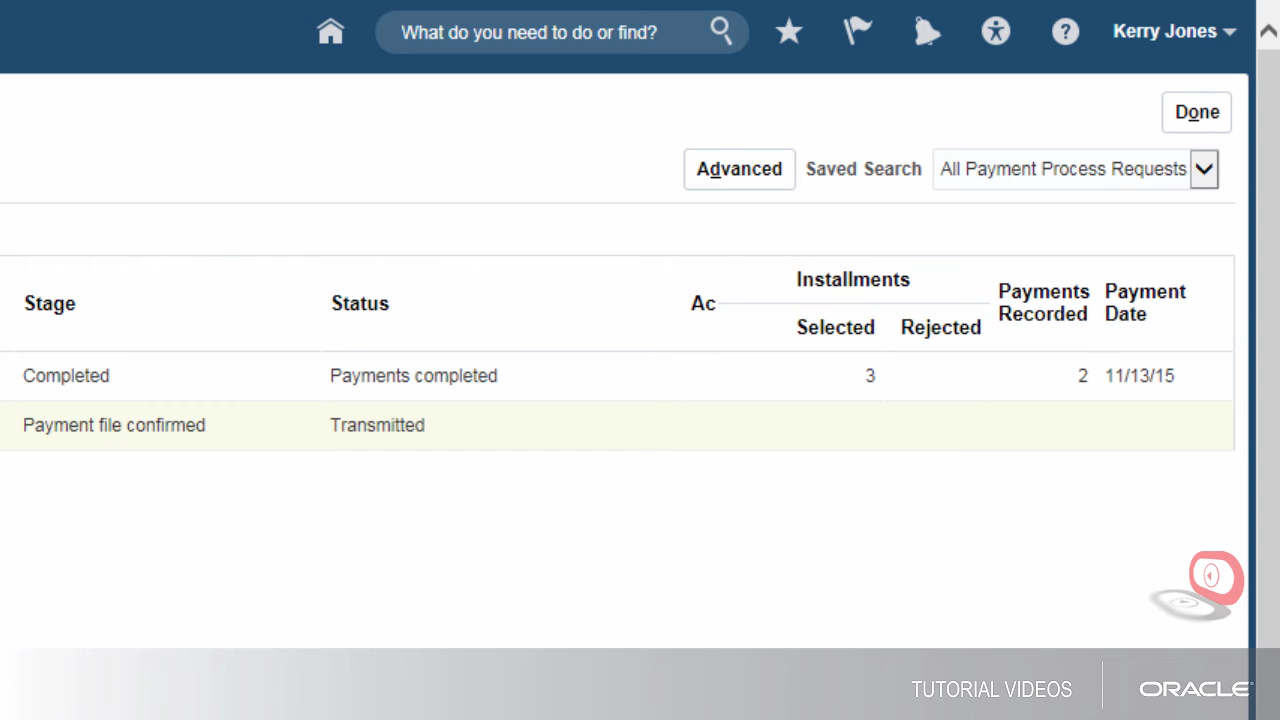 What do you need to do or find?
?
Kerry Jones
Done
Advanced Saved Search All Payment Process Requests
Stage Status Ac Installments Selected Rejected Payments Recorded Payment Date
Completed Payments completed 3 2 11/13/15
Payment file confirmed Transmitted
TUTORIAL VIDEOS ORACLE